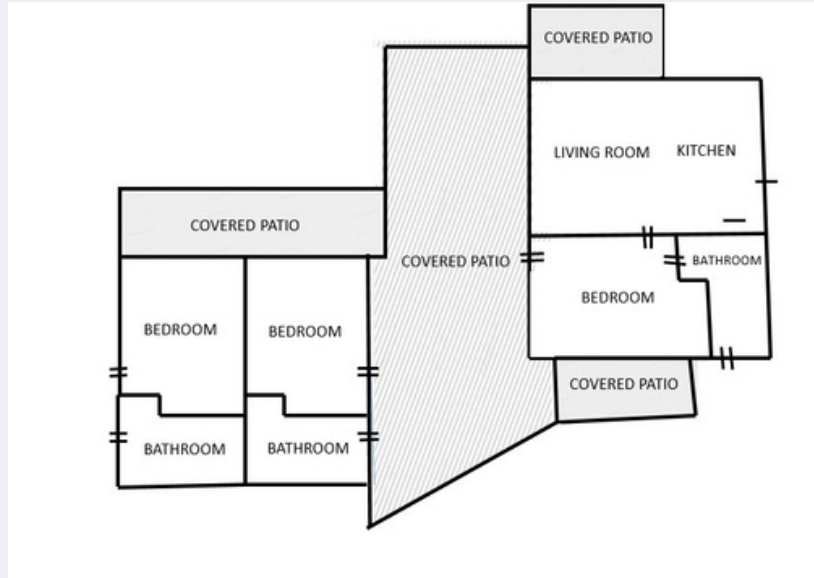 COVERED PATIO
LIVING ROOM KITCHEN
COVERED PATIO
COVERED PATIO
BATHROOM
BEDROOM
BEDROOM
BEDROOM
COVERED PATIO
BATHROOM
BATHROOM